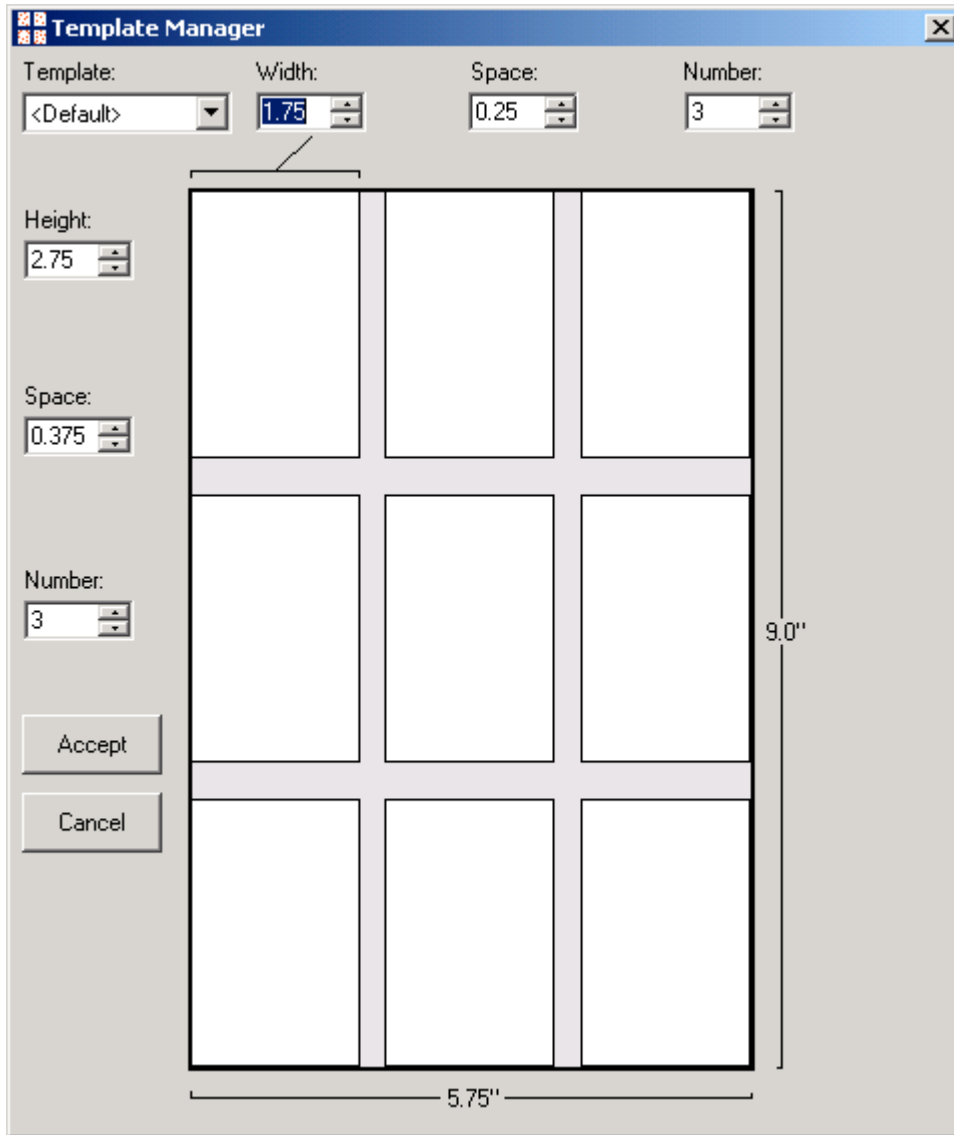 Template Manager
Template: Width: Space: Number:
<Default> 1.75 0.25 3
Height:
2.75
Space:
0.375
Number:
3
9.0"
Accept
Cancel
5.75"